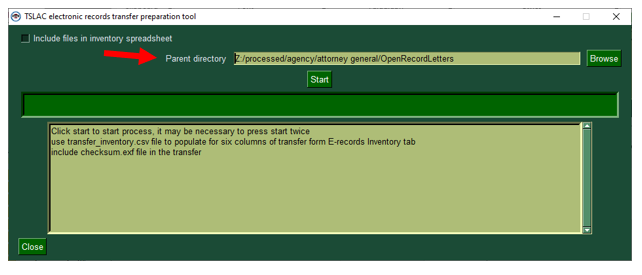 TSLAC electronic records transfer preparation tool
Include files in inventory spreadsheet
Parent directory Z:/processed/agency/attorney general/OpenRecordLetters Browse
Start
Click start to start process, it may be necessary to press start twice
use transfer_inventory.csv file to populate for six columns of transfer form E-records Inventory tab
include checksum.exf file in the transfer
Close